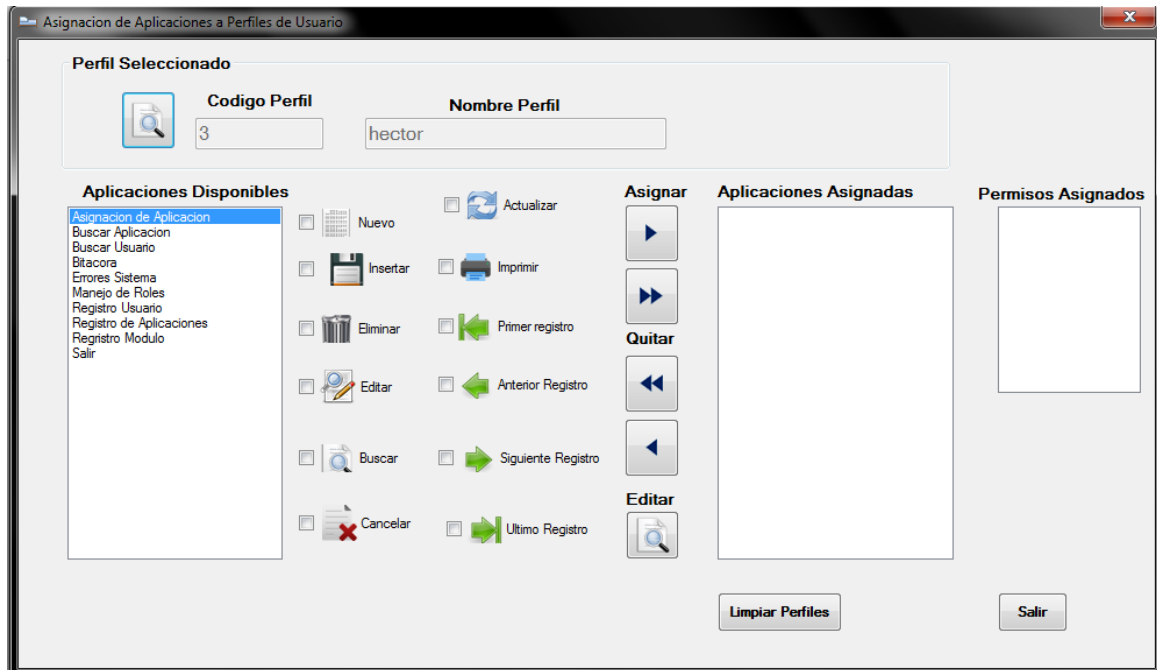 Asignacion de Aplicaciones a Perfiles de Usuario
Perfil Seleccionado
Codigo Perfil
Nombre Perfil
3
hector
Aplicaciones Disponibles
Asignacion de Aplicacion
Buscar Aplicacion
Buscar Usuario
Bitacora
Errores Sistema
Manejo de Roles
Registro Usuario
Registro de Aplicaciones
Regristro Modulo
Salir
Nuevo
Insertar
Eliminar
Editar
Buscar
Cancelar
Actualizar
Imprimir
Primer registro
Anterior Registro
Siguiente Registro
Ultimo Registro
Asignar
Quitar
Editar
Aplicaciones Asignadas
Permisos Asignados
Limpiar Perfiles
Salir